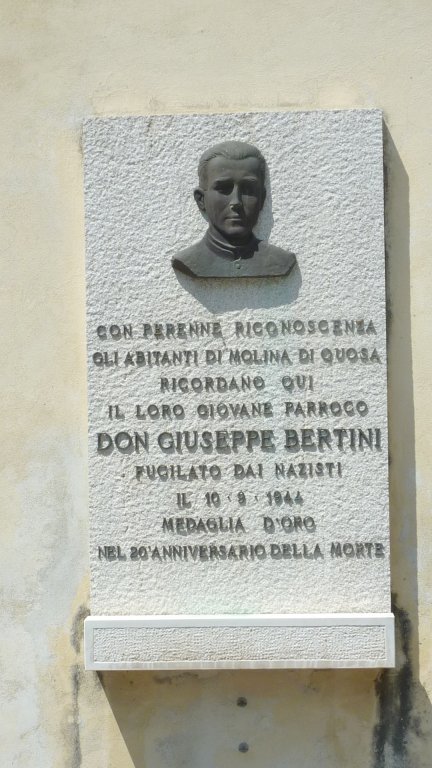 CON PERENNE RICONOSCENZA
GLI ABITANTI DI MOLINA DI QUOSA
RICORDANO QUI
IL LORO GIOVANE PARROCO
DON GIUSEPPE BERTINI
FUCILATO DAI NAZISTI
IL 10·9·1944
MEDAGLIA D'ORO
NEL 20°ANNIVERSARIO DELLA MORTE